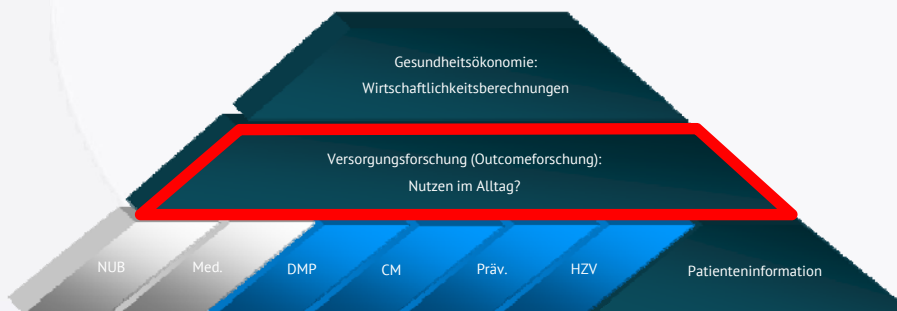 Gesundheitsökonomie:
Wirtschaftlichkeitsberechnungen
Versorgungsforschung (Outcomeforschung):
Nutzen im Alltag?
NUB Med. DMP CM Präv. HZV Patienteninformation